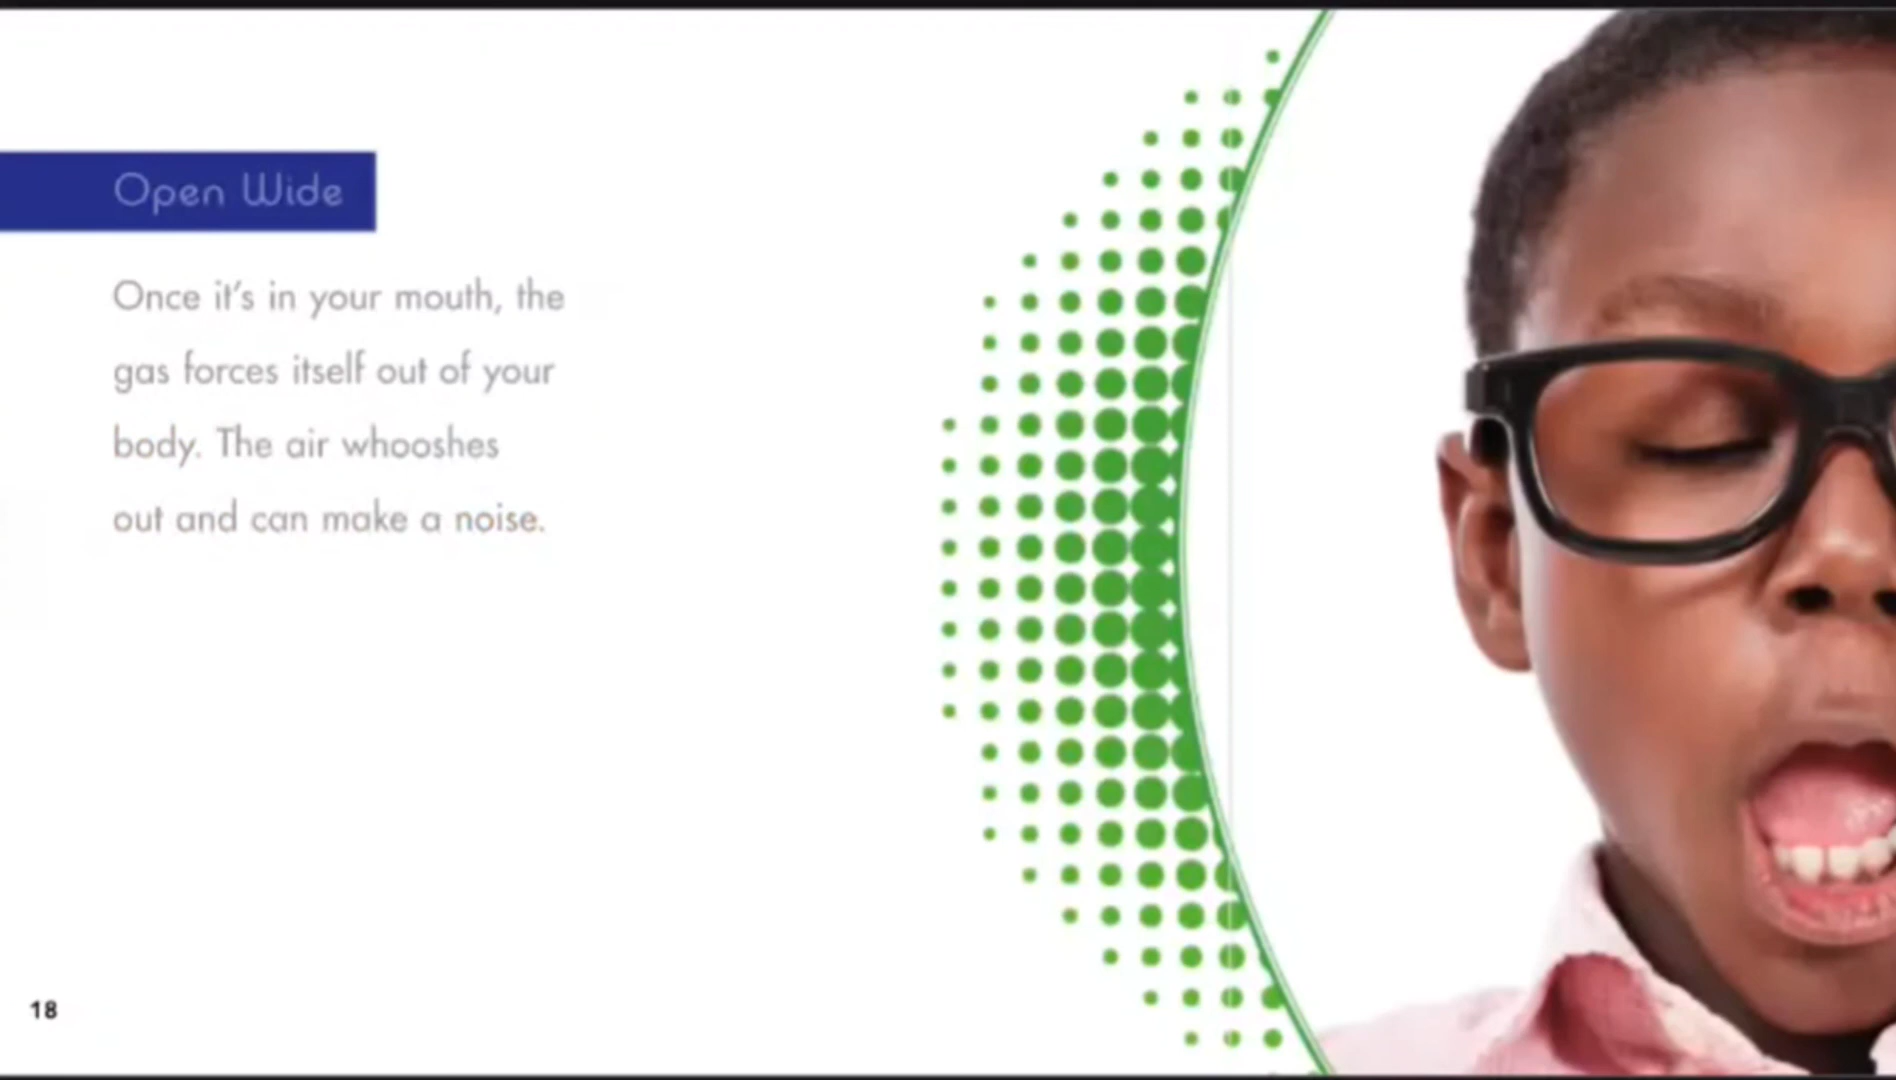 Open Wide
Once it's in your mouth, the
gas forces itself out of your
body. The air whooshes
out and can make a noise.
18